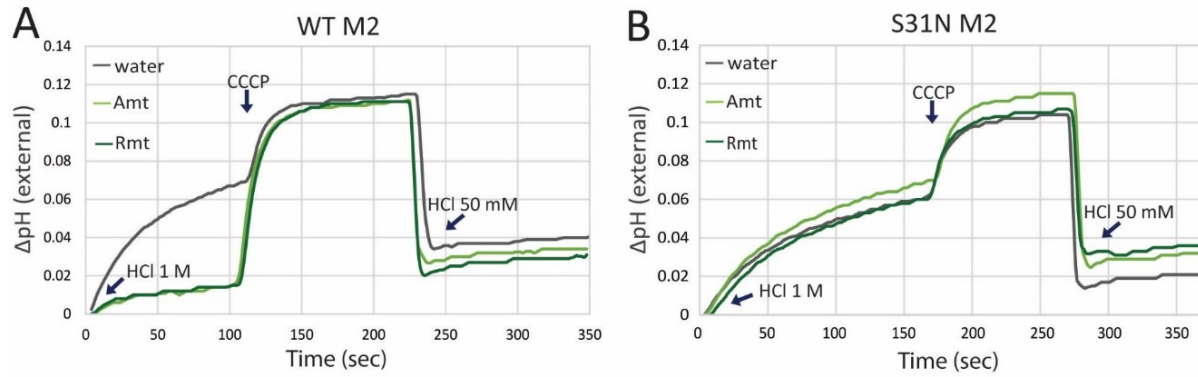 A
WT M2
ΔpH (external)
0.14
0.12
0.1
0.08
0.06
0.04
0.02
0
water
Amt
Rmt
CCCP
HCl 1 M
HCl 50 mM
0
50
100
150
200
250
300
350
Time (sec)
B
S31N M2
ΔpH (external)
0.14
0.12
0.1
0.08
0.06
0.04
0.02
0
water
Amt
Rmt
CCCP
HCl 1 M
HCl 50 mM
0
50
100
150
200
250
300
350
Time (sec)